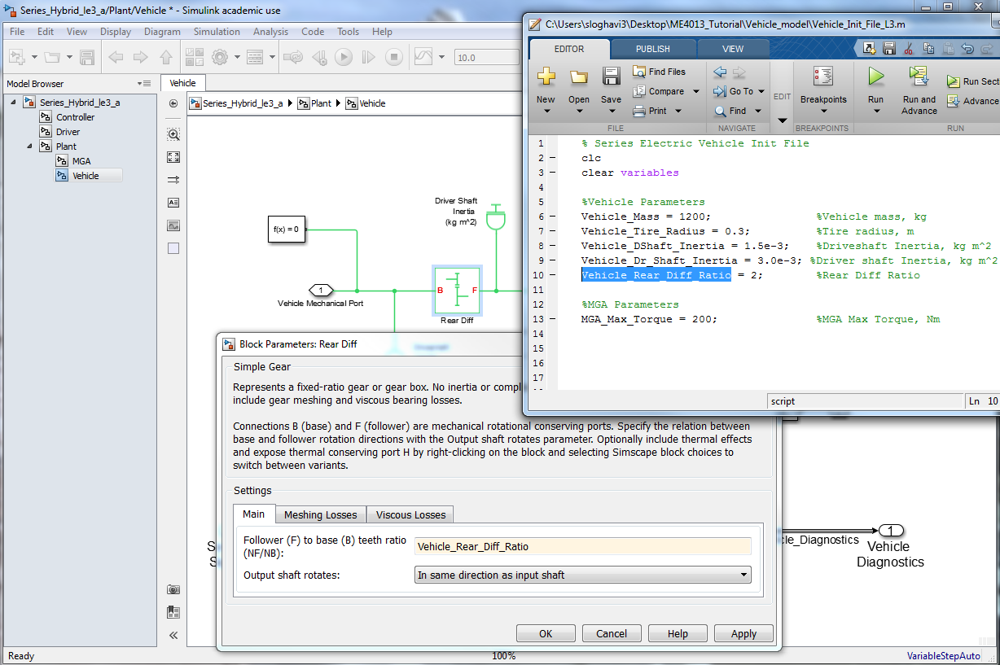 Series_Hybrid_le3_a/Plant/Vehicle * - Simulink academic use
File Edit View Display Diagram Simulation Analysis Code Tools Help
10.0
Model Browser
Series_Hybrid_le3_a
Controller
Driver
Plant
MGA
Vehicle
Vehicle
Series_Hybrid_le3_a Plant Vehicle
f(x) = 0
Driver Shaft
Inertia
(kg m^2)
1
Vehicle Mechanical Port
B F
Rear Diff
C:\Users\sloghavi3\Desktop\ME4013_Tutorial\Vehicle_model\Vehicle_Init_File_L3.m
EDITOR PUBLISH VIEW
New Open Save
Find Files
Compare
Print
Go To
Find
EDIT
Breakpoints
Run
Run and
Advance
Run Sect
Advance
FILE NAVIGATE BREAKPOINTS RUN
1 % Series Electric Vehicle Init File
2 – clc
3 – clear variables
4
5 %Vehicle Parameters
6 – Vehicle_Mass = 1200; %Vehicle mass, kg
7 – Vehicle_Tire_Radius = 0.3; %Tire radius, m
8 – Vehicle_DShaft_Inertia = 1.5e-3; %Driveshaft Inertia, kg m^2
9 – Vehicle_Dr_Shaft_Inertia = 3.0e-3; %Driver shaft Inertia, kg m^2
10 – Vehicle_Rear_Diff_Ratio = 2; %Rear Diff Ratio
11
12 %MGA Parameters
13 – MGA_Max_Torque = 200; %MGA Max Torque, Nm
14
15
16
17
script Ln 10
Block Parameters: Rear Diff
Simple Gear
Represents a fixed-ratio gear or gear box. No inertia or compl
include gear meshing and viscous bearing losses.
Connections B (base) and F (follower) are mechanical rotational conserving ports. Specify the relation between
base and follower rotation directions with the Output shaft rotates parameter. Optionally include thermal effects
and expose thermal conserving port H by right-clicking on the block and selecting Simscape block choices to
switch between variants.
Settings
Main Meshing Losses Viscous Losses
Follower (F) to base (B) teeth ratio
(NF/NB):
Vehicle_Rear_Diff_Ratio
Output shaft rotates: In same direction as input shaft
OK Cancel Help Apply
S
S
1
cle_Diagnostics
Vehicle
Diagnostics
Ready 100% VariableStepAuto